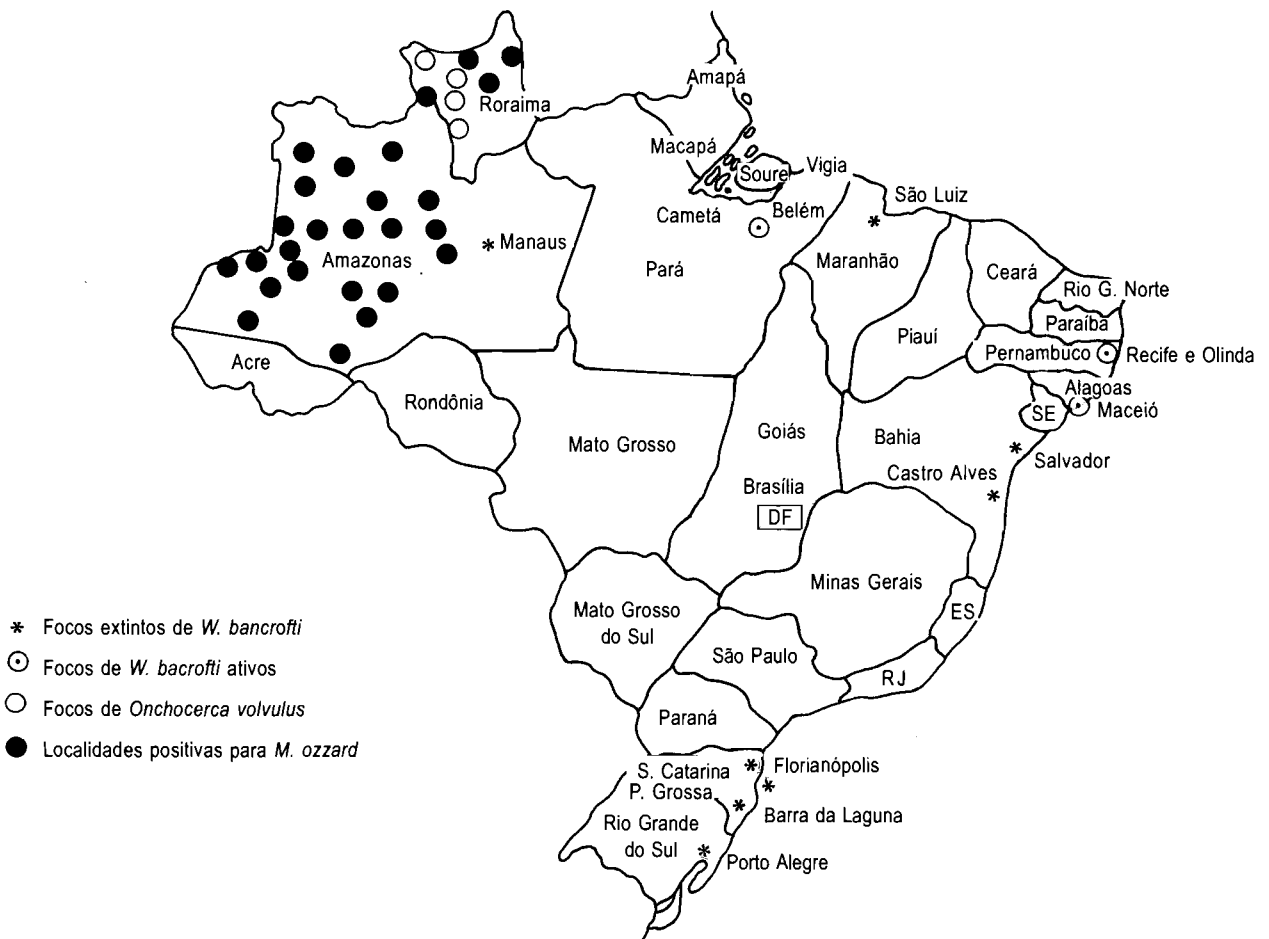 Amapá
Roraima
Macapá
Soure
Vigia
São Luiz
Cametá
Belém
Manaus
Amazonas
Pará
Maranhão
Ceará
Rio G. Norte
Paraíba
Piauí
Pernambuco
Recife e Olinda
Acre
Alagoas
Maceió
SE
Rondônia
Mato Grosso
Goiás
Bahia
Salvador
Castro Alves
Brasília
DF
Minas Gerais
Mato Grosso
do Sul
ES
São Paulo
RJ
Paraná
* Focos extintos de W. bancrofti
Focos de W. bacrofti ativos
Focos de Onchocerca volvulus
Localidades positivas para M. ozzard
S. Catarina
Florianópolis
P. Grossa
Barra da Laguna
Rio Grande
do Sul
Porto Alegre